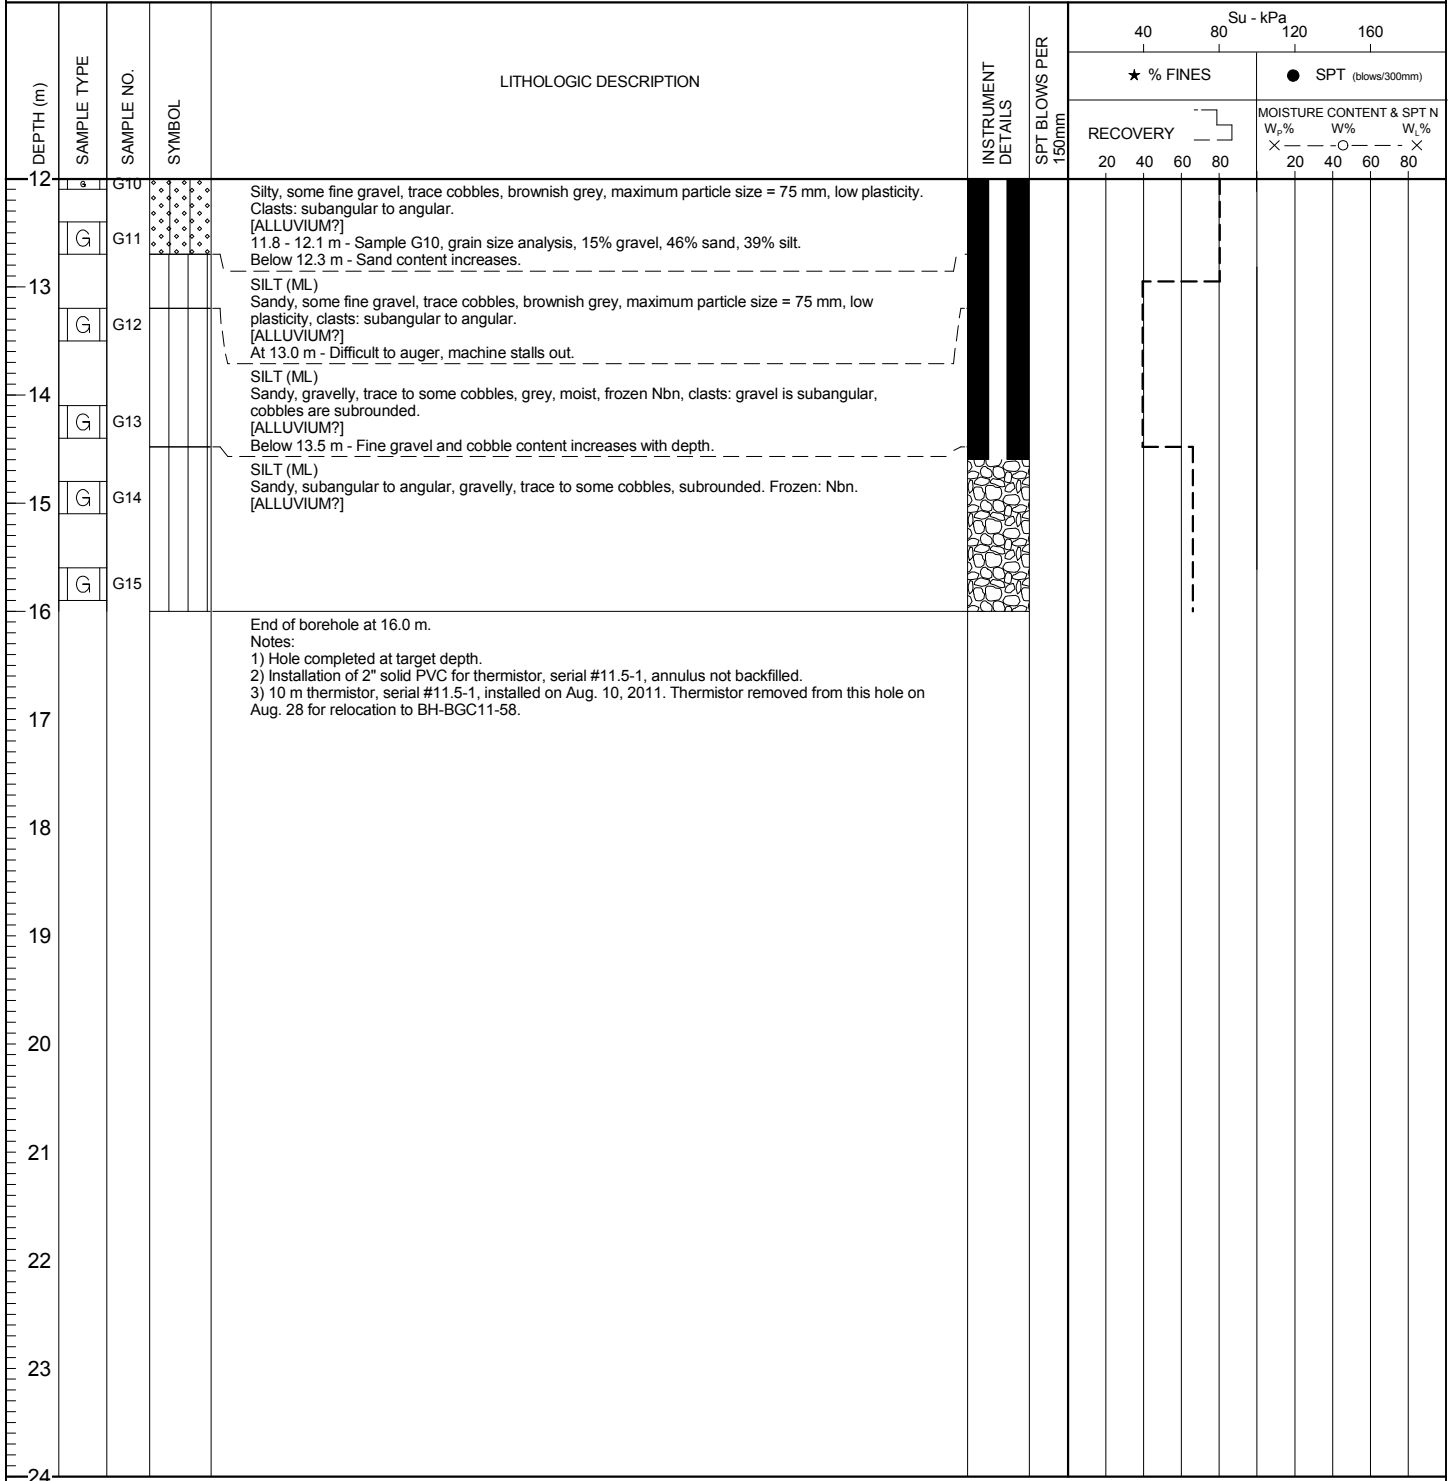 DEPTH (m)
SAMPLE TYPE
SAMPLE NO.
SYMBOL
LITHOLOGIC DESCRIPTION
INSTRUMENT
DETAILS
SPT BLOWS PER
150mm
Su - kPa
40 80 120 160
★ % FINES
● SPT (blows/300mm)
RECOVERY
MOISTURE CONTENT & SPT N
WP% W% WL%
20 40 60 80 20 40 60 80
12
G G10
Silty, some fine gravel, trace cobbles, brownish grey, maximum particle size = 75 mm, low plasticity.
Clasts: subangular to angular.
[ALLUVIUM?]
G G11
11.8 - 12.1 m - Sample G10, grain size analysis, 15% gravel, 46% sand, 39% silt.
Below 12.3 m - Sand content increases.
13
SILT (ML)
Sandy, some fine gravel, trace cobbles, brownish grey, maximum particle size = 75 mm, low
plasticity, clasts: subangular to angular.
G G12
[ALLUVIUM?]
At 13.0 m - Difficult to auger, machine stalls out.
SILT (ML)
14
Sandy, gravelly, trace to some cobbles, grey, moist, frozen Nbn, clasts: gravel is subangular,
cobbles are subrounded.
G G13
[ALLUVIUM?]
Below 13.5 m - Fine gravel and cobble content increases with depth.
SILT (ML)
Sandy, subangular to angular, gravelly, trace to some cobbles, subrounded. Frozen: Nbn.
G G14
[ALLUVIUM?]
15
G G15
16
End of borehole at 16.0 m.
Notes:
1) Hole completed at target depth.
2) Installation of 2" solid PVC for thermistor, serial #11.5-1, annulus not backfilled.
3) 10 m thermistor, serial #11.5-1, installed on Aug. 10, 2011. Thermistor removed from this hole on
Aug. 28 for relocation to BH-BGC11-58.
17
18
19
20
21
22
23
24